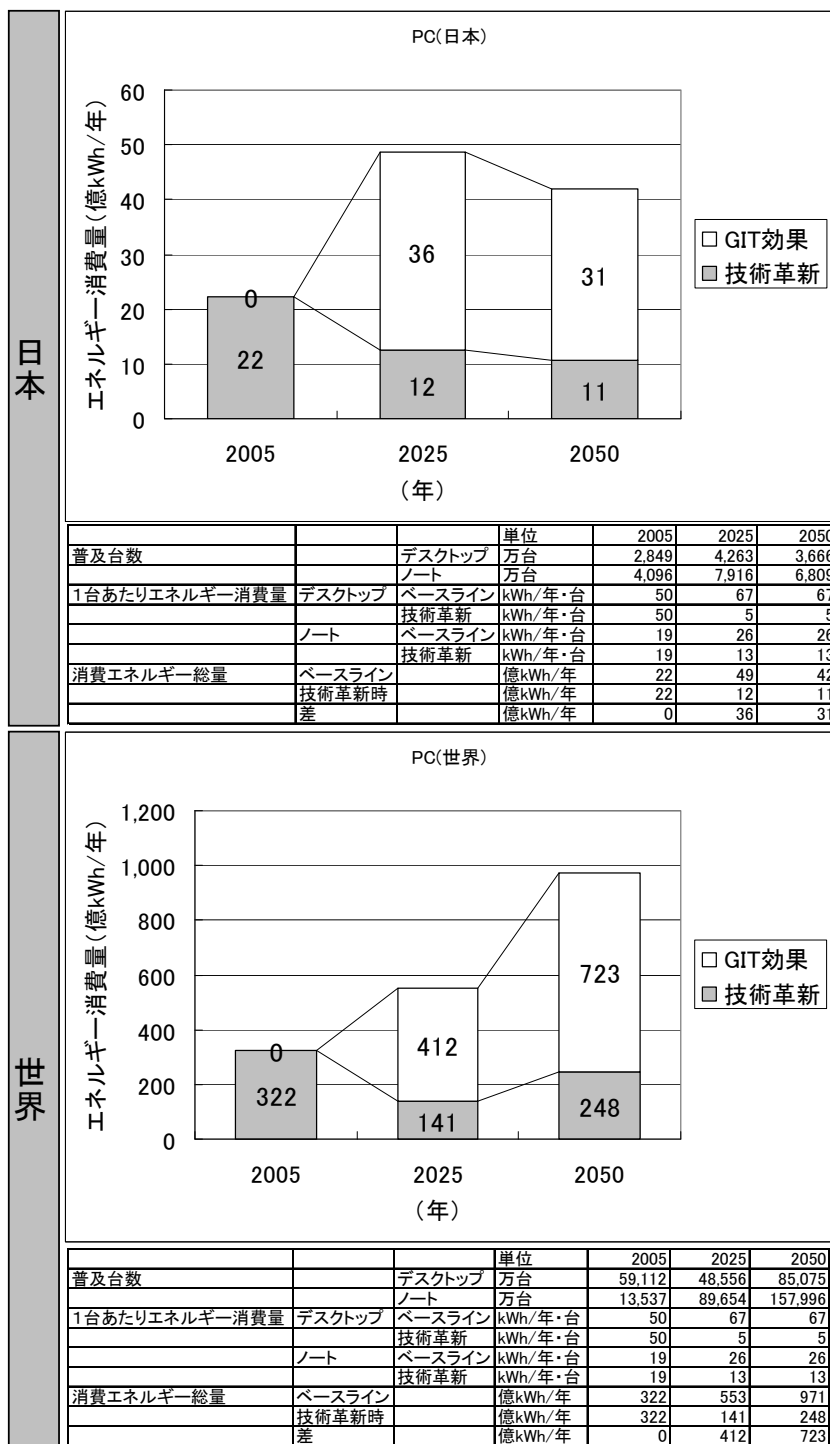 日本
PC(日本)
エネルギー消費量(億kWh/年)
60
50
40
30
20
10
0
0
22
36
12
31
11
2005 2025 2050
(年)
□ GIT効果
■ 技術革新
単位 2005 2025 2050
普及台数 デスクトップ 万台 2,849 4,263 3,666
ノート 万台 4,096 7,916 6,809
1台あたりエネルギー消費量 デスクトップ ベースライン kWh/年・台 50 67 67
技術革新 kWh/年・台 50 5 5
ノート ベースライン kWh/年・台 19 26 26
技術革新 kWh/年・台 19 13 13
消費エネルギー総量 ベースライン 億kWh/年 22 49 42
技術革新時 億kWh/年 22 12 11
差 億kWh/年 0 36 31
世界
PC(世界)
エネルギー消費量(億kWh/年)
1,200
1,000
800
600
400
200
0
0
322
412
141
723
248
2005 2025 2050
(年)
□ GIT効果
■ 技術革新
単位 2005 2025 2050
普及台数 デスクトップ 万台 59,112 48,556 85,075
ノート 万台 13,537 89,654 157,996
1台あたりエネルギー消費量 デスクトップ ベースライン kWh/年・台 50 67 67
技術革新 kWh/年・台 50 5 5
ノート ベースライン kWh/年・台 19 26 26
技術革新 kWh/年・台 19 13 13
消費エネルギー総量 ベースライン 億kWh/年 322 553 971
技術革新時 億kWh/年 322 141 248
差 億kWh/年 0 412 723